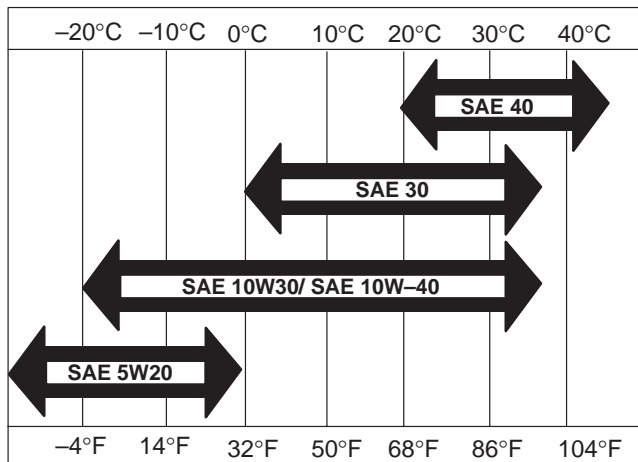 –20°C –10°C 0°C 10°C 20°C 30°C 40°C
SAE 40
SAE 30
SAE 10W30/ SAE 10W–40
SAE 5W20
–4°F 14°F 32°F 50°F 68°F 86°F 104°F